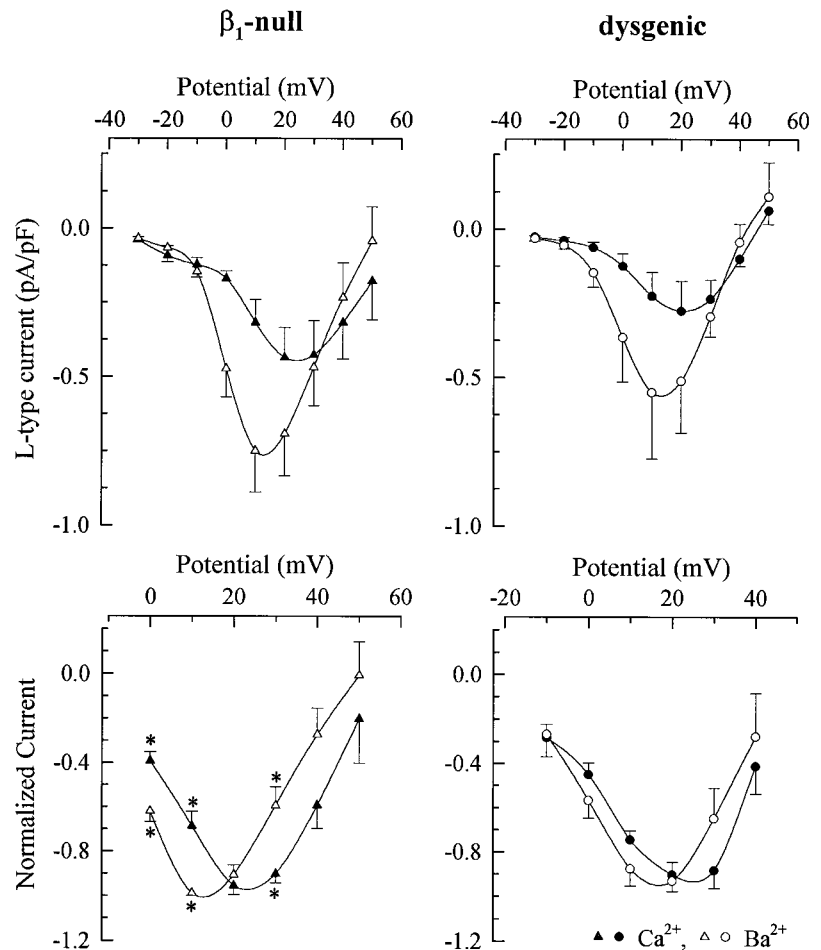 β₁-null
dysgenic
Potential (mV)
Potential (mV)
-40 -20 0 20 40 60
-40 -20 0 20 40 60
L-type current (pA/pF)
0.0
-0.5
-1.0
0.0
-0.5
-1.0
Potential (mV)
Potential (mV)
0 20 40 60
-20 0 20 40
Normalized Current
0.0
-0.4
-0.8
-1.2
0.0
-0.4
-0.8
-1.2
* * * * * *
▲ ● Ca²⁺, △ ○ Ba²⁺